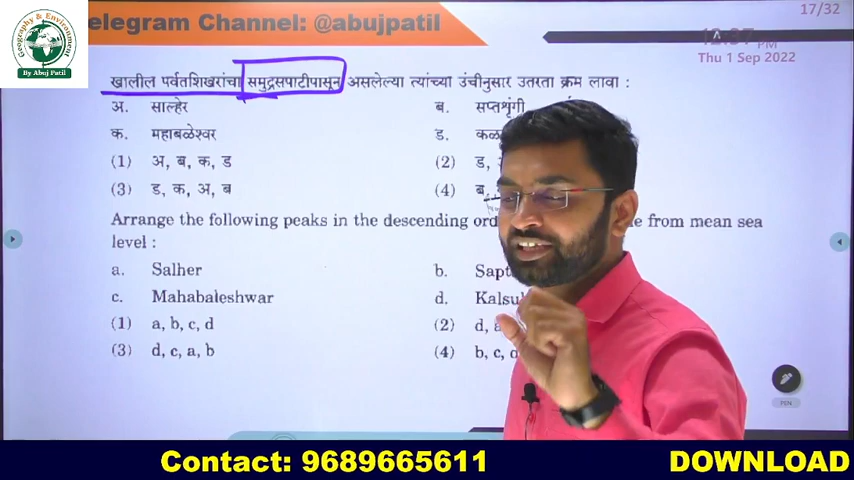 Geography & Environment
By Abuj Patil
elegram Channel: @abujpatil
17/32
PM
Thu 1 Sep 2022
खालील पर्वतशिखरांचा समुद्रसपाटीपासून असलेल्या त्यांच्या उंचीनुसार उतरता क्रम लावा :
अ. साल्हेर
ब. सप्तशृंगी
क. महाबळेश्वर
ड.
(1) अ, ब, क, ड
(2) ड,
(3) ड, क, अ, ब
(4) ब,
Arrange the following peaks in the descending from mean sea
level :
a. Salher
b.
c. Mahabaleshwar
d.
(1) a, b, c, d
(2) d,
(3) d, c, a, b
(4) b, c,
PEN
Contact: 9689665611
DOWNLOAD